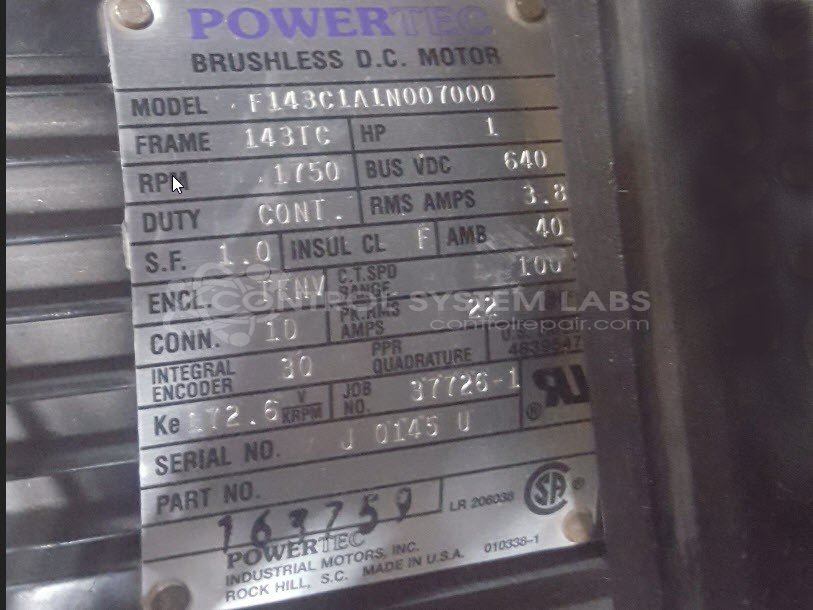 POWERTEC
BRUSHLESS D.C. MOTOR
MODEL F143C1A1N007000
FRAME 143TC HP 1
RPM 1750 BUS VDC 640
DUTY CONT. RMS AMPS 3.8
S.F. 1.0 INSUL CL F AMB 40
ENCL. TENV C.T.SPD RANGE 100
CONN. 10 PK.RMS AMPS 22
INTEGRAL ENCODER 30 PPR QUADRATURE
Ke 172.6 V/KRPM JOB NO. 37726-1
SERIAL NO. J 0145 U
PART NO.
163759
LR 206038
POWERTEC
INDUSTRIAL MOTORS, INC.
ROCK HILL, S.C. MADE IN U.S.A. 010338-1
CONTROL SYSTEM LABS
controlrepair.com